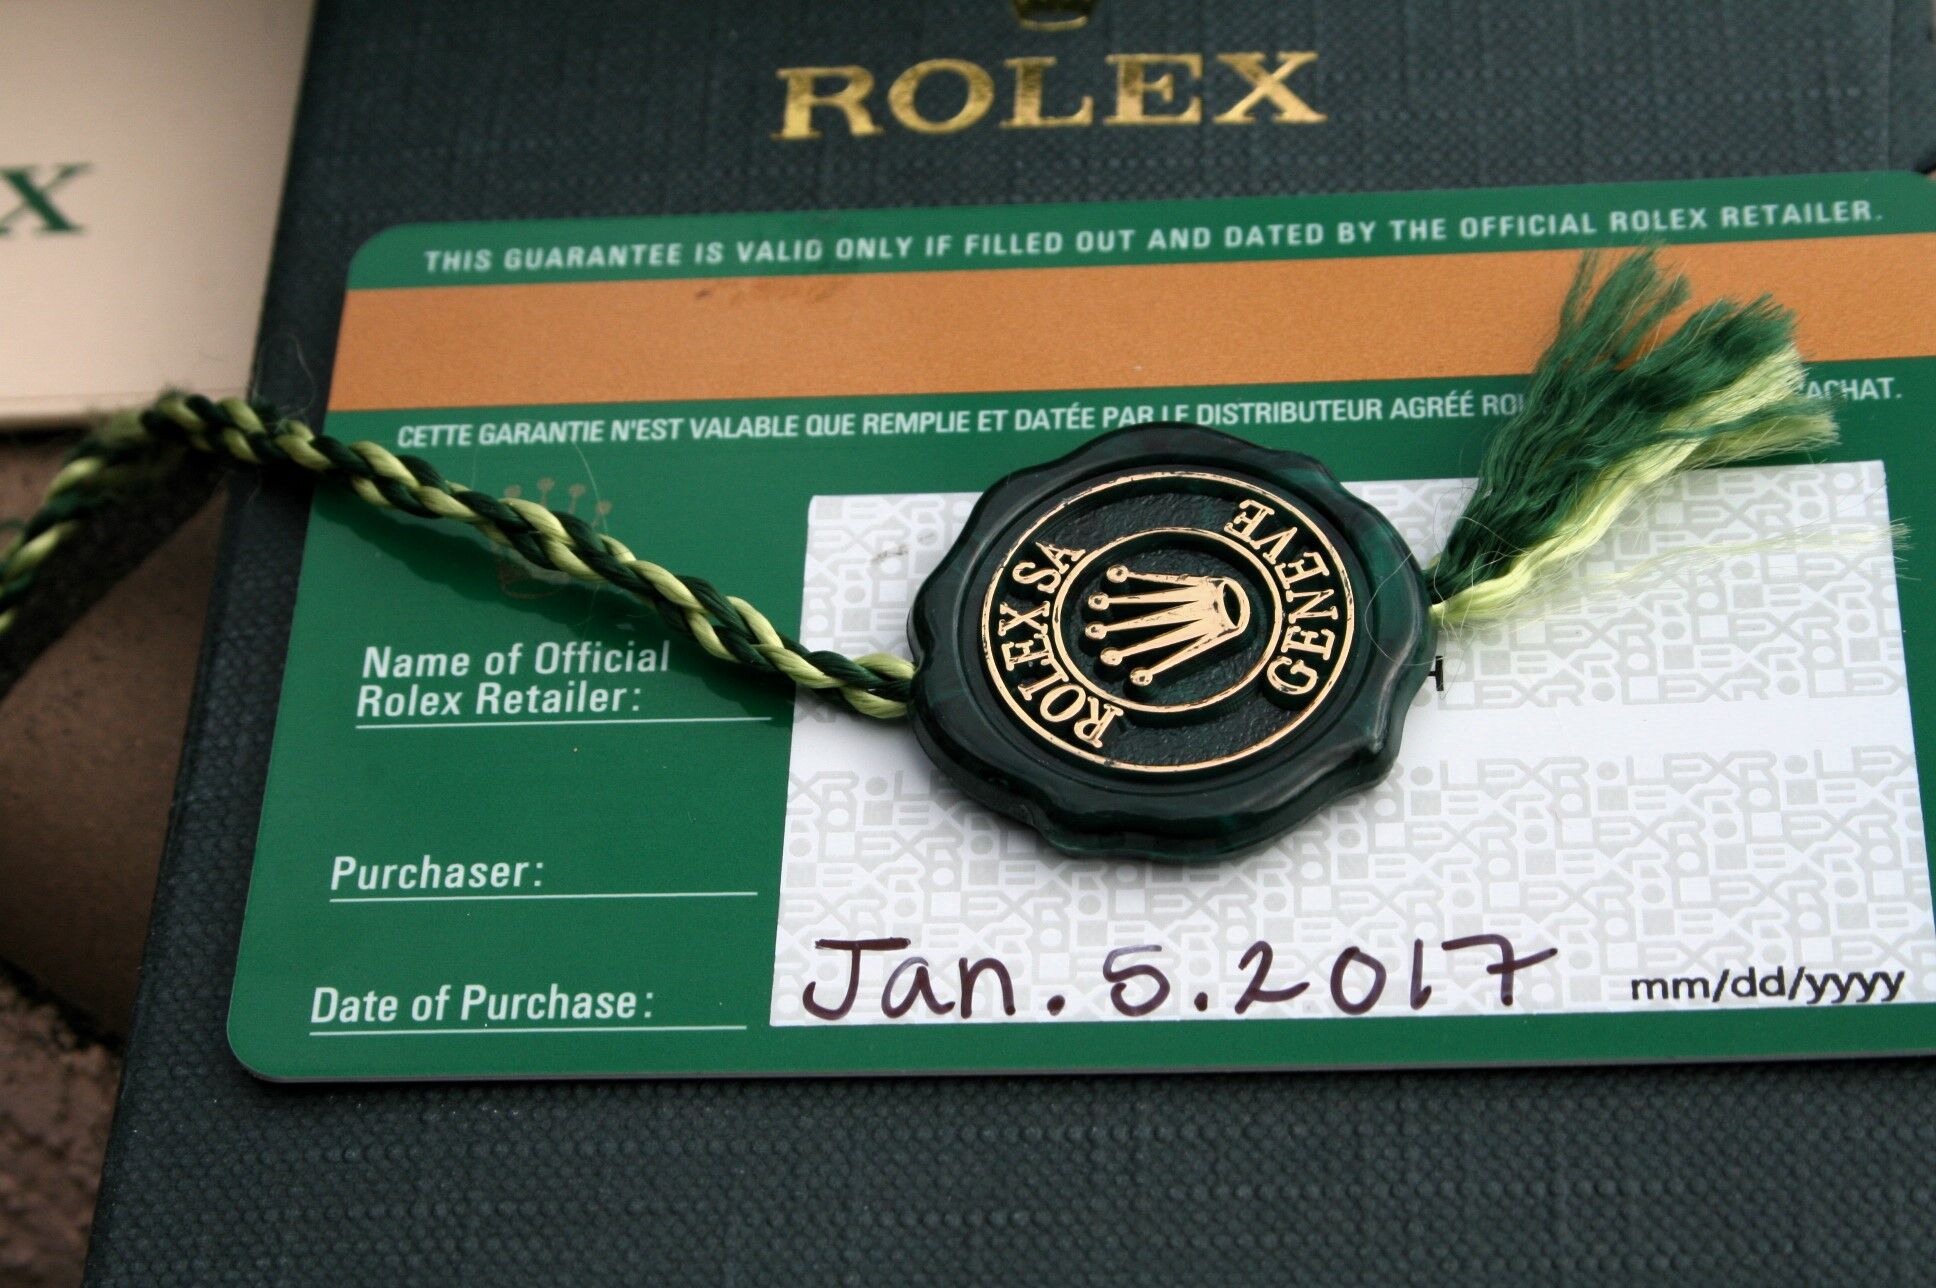 ROLEX
X
THIS GUARANTEE IS VALID ONLY IF FILLED OUT AND DATED BY THE OFFICIAL ROLEX RETAILER.
CETTE GARANTIE N'EST VALABLE QUE REMPLIE ET DATÉE PAR LE DISTRIBUTEUR AGRÉÉ ROL 'ACHAT.
ROLEX SA
GENEVE
Name of Official
Rolex Retailer:
Purchaser:
Date of Purchase:
Jan. 5. 2017
mm/dd/yyyy